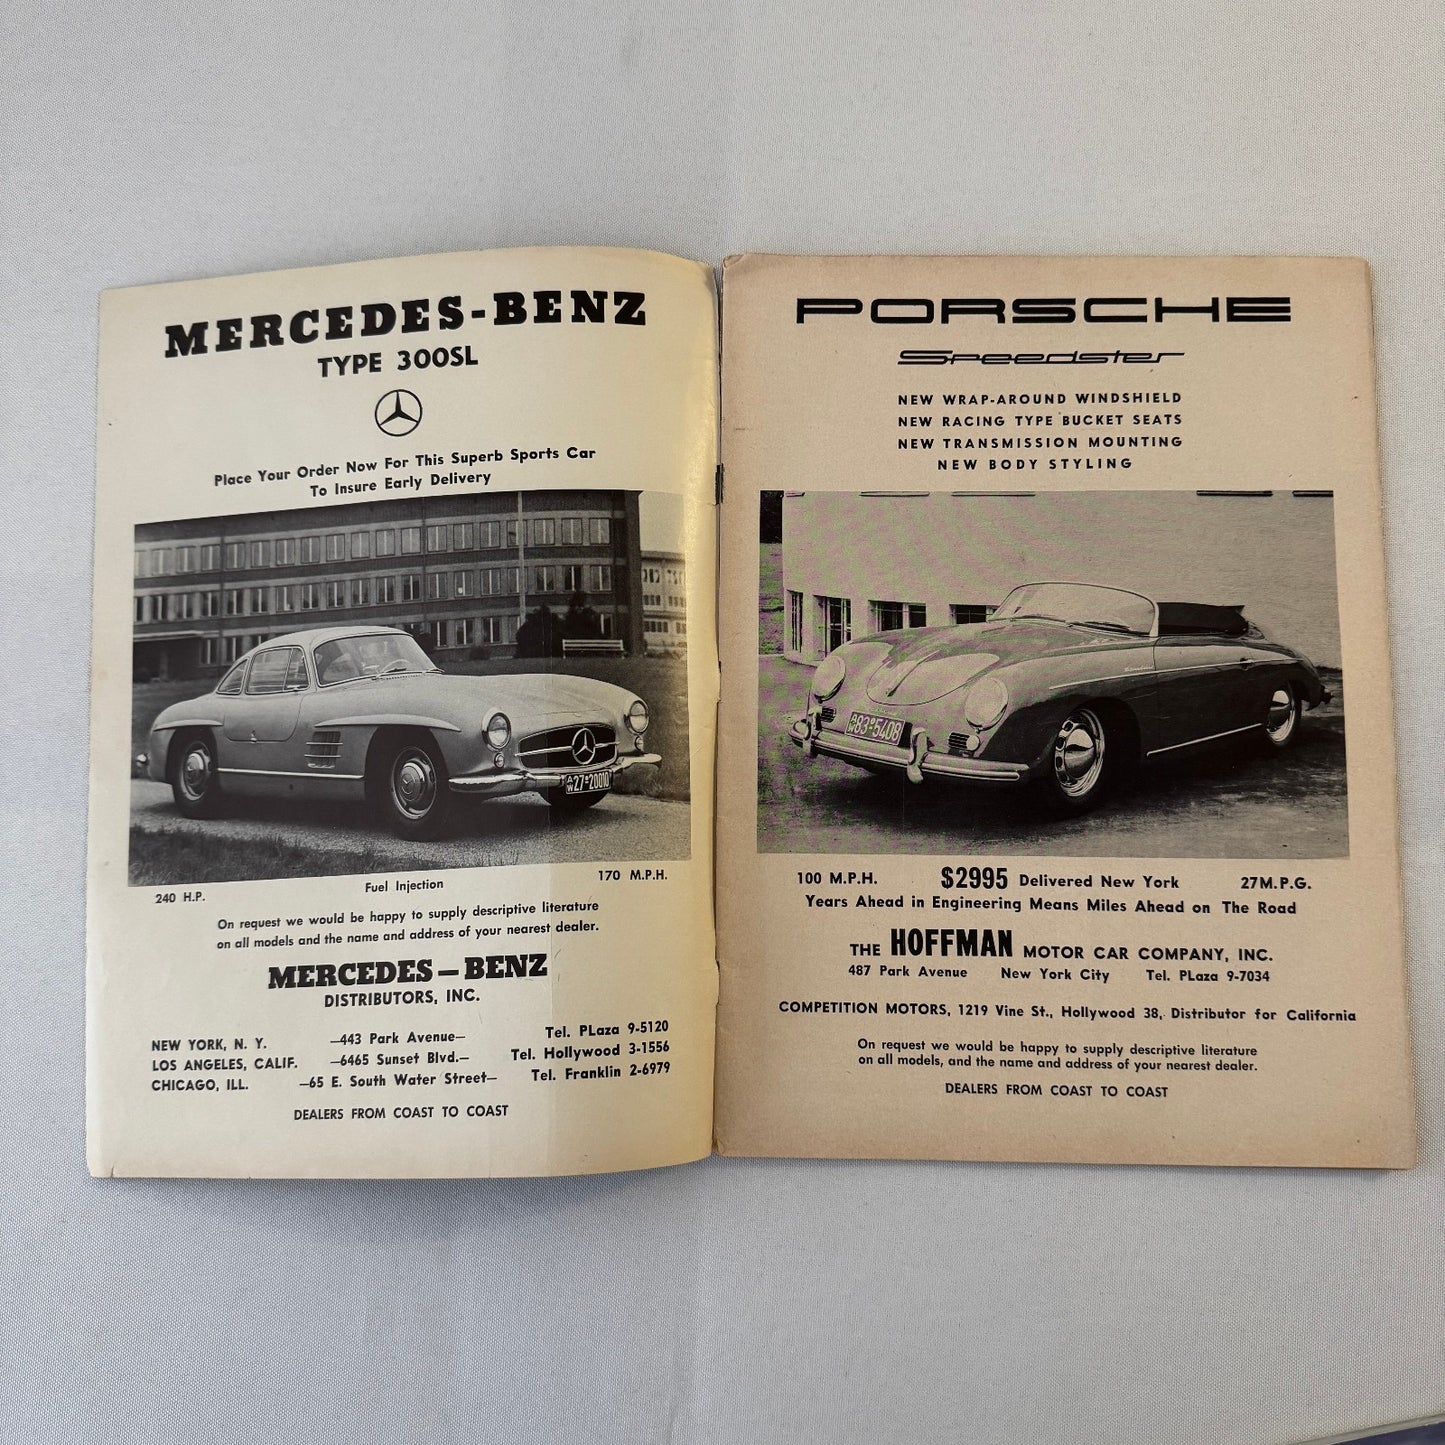 MERCEDES-BENZ
TYPE 300SL
Place Your Order Now For This Superb Sports Car
To Insure Early Delivery
AW 27-20010
240 H.P. Fuel Injection 170 M.P.H.
On request we would be happy to supply descriptive literature
on all models and the name and address of your nearest dealer.
MERCEDES—BENZ
DISTRIBUTORS, INC.
NEW YORK, N. Y. —443 Park Avenue— Tel. PLaza 9-5120
LOS ANGELES, CALIF. —6465 Sunset Blvd.— Tel. Hollywood 3-1556
CHICAGO, ILL. —65 E. South Water Street— Tel. Franklin 2-6979
DEALERS FROM COAST TO COAST
PORSCHE
Speedster
NEW WRAP-AROUND WINDSHIELD
NEW RACING TYPE BUCKET SEATS
NEW TRANSMISSION MOUNTING
NEW BODY STYLING
83-5408
100 M.P.H. $2995 Delivered New York 27M.P.G.
Years Ahead in Engineering Means Miles Ahead on The Road
THE HOFFMAN MOTOR CAR COMPANY, INC.
487 Park Avenue New York City Tel. PLaza 9-7034
COMPETITION MOTORS, 1219 Vine St., Hollywood 38, Distributor for California
On request we would be happy to supply descriptive literature
on all models, and the name and address of your nearest dealer.
DEALERS FROM COAST TO COAST